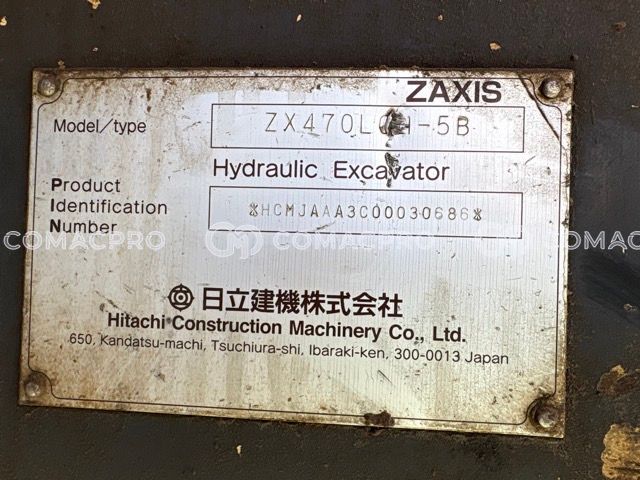 ZAXIS
Model/type ZX470LCH-5B
Hydraulic Excavator
Product
Identification
Number
*HCMJAAA3C00030686*
COMACPRO COMACPRO COMACPRO
日立建機株式会社
Hitachi Construction Machinery Co., Ltd.
650, Kandatsu-machi, Tsuchiura-shi, Ibaraki-ken, 300-0013 Japan